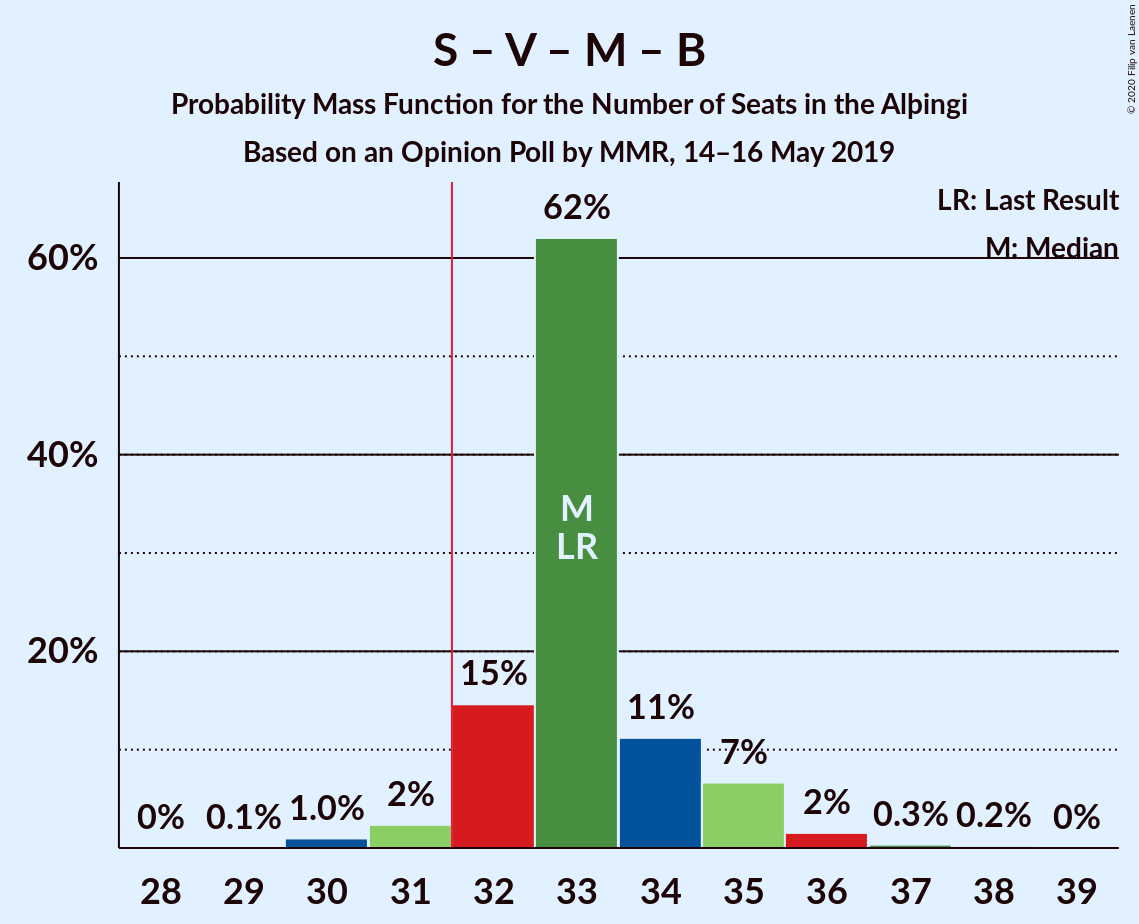 S – V – M – B
Probability Mass Function for the Number of Seats in the Alþingi
Based on an Opinion Poll by MMR, 14–16 May 2019
© 2020 Filip van Laenen
LR: Last Result
M: Median
60%
40%
20%
0%
0.1%
1.0%
2%
15%
62%
M
LR
11%
7%
2%
0.3%
0.2%
0%
28 29 30 31 32 33 34 35 36 37 38 39